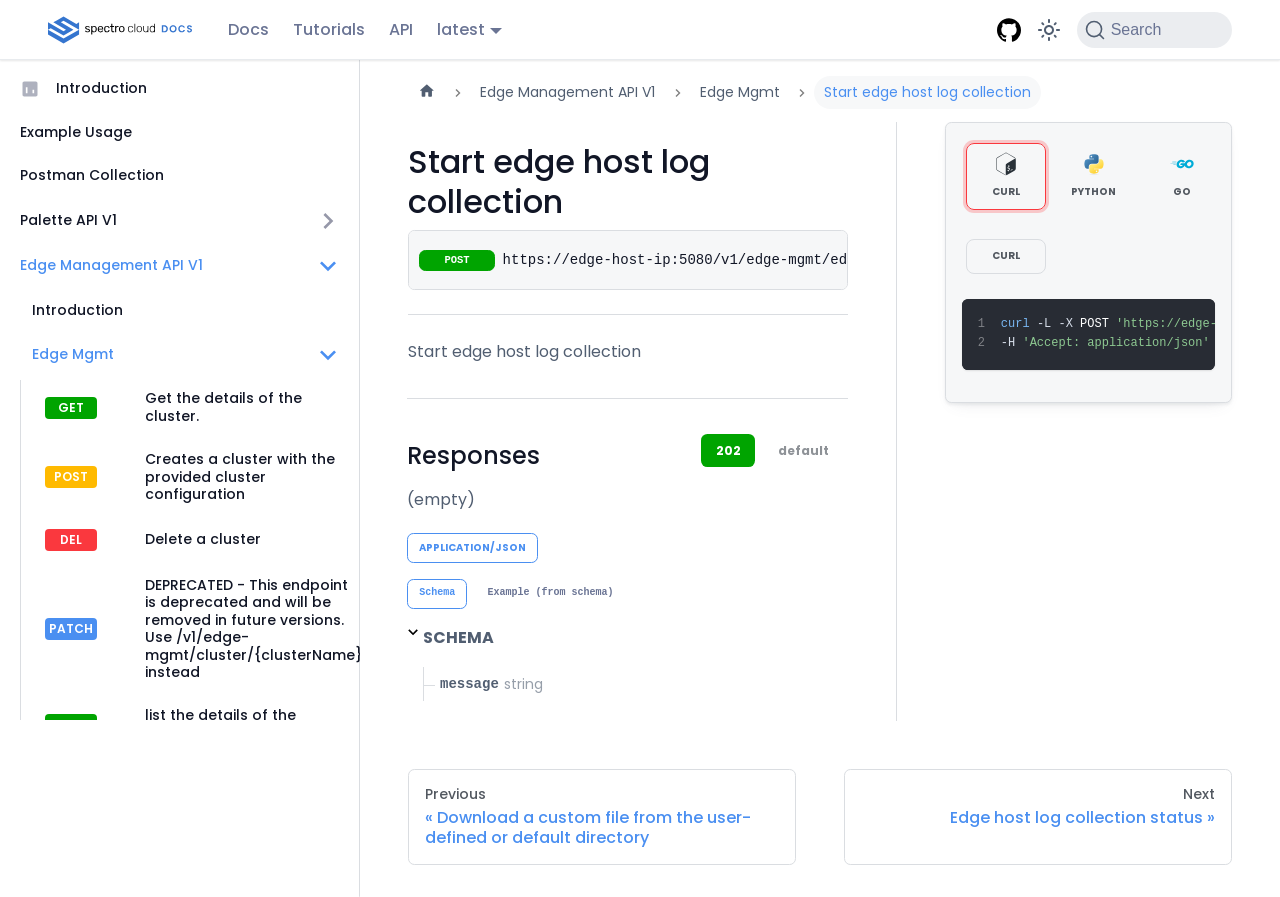 spectro cloud DOCS
Docs
Tutorials
API
latest
Search
Introduction
Example Usage
Postman Collection
Palette API V1
Edge Management API V1
Introduction
Edge Mgmt
GET
Get the details of the
cluster.
POST
Creates a cluster with the
provided cluster
configuration
DEL
Delete a cluster
PATCH
DEPRECATED - This endpoint
is deprecated and will be
removed in future versions.
Use /v1/edge-
mgmt/cluster/{clusterName}
instead
list the details of the
Edge Management API V1
Edge Mgmt
Start edge host log collection
Start edge host log
collection
POST https://edge-host-ip:5080/v1/edge-mgmt/ed
Start edge host log collection
Responses
202
default
(empty)
APPLICATION/JSON
Schema
Example (from schema)
SCHEMA
message string
CURL
PYTHON
GO
CURL
1 curl -L -X POST 'https://edge-
2 -H 'Accept: application/json'
Previous
« Download a custom file from the user-
defined or default directory
Next
Edge host log collection status »